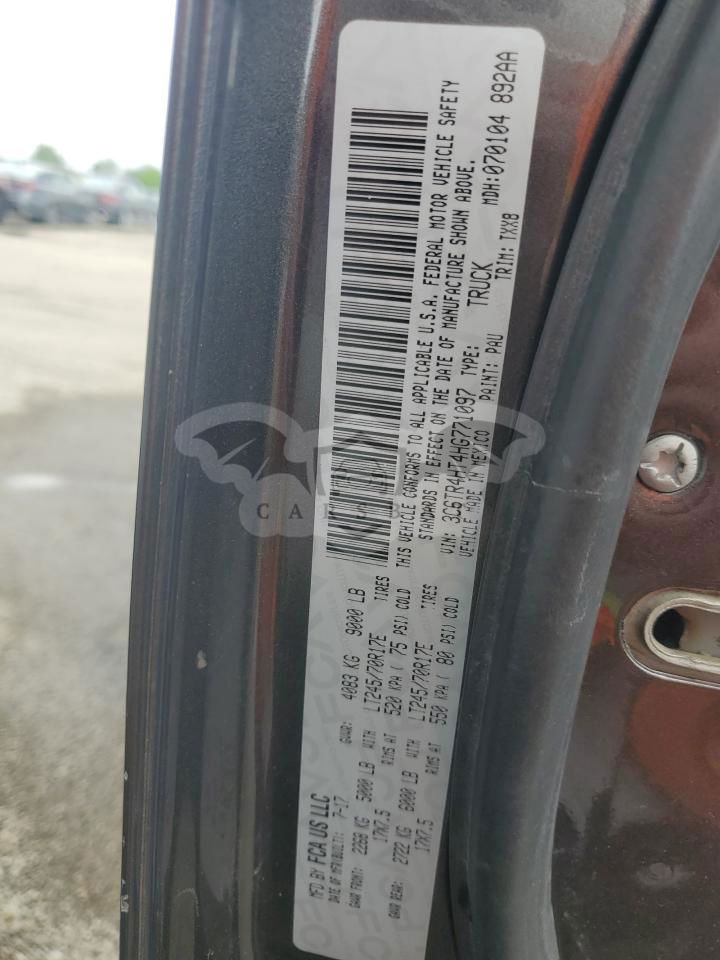 MFD BY FCA US LLC
DATE OF MFR(BUILT): 7-17 GVWR: 4083 KG 9000 LB
GAWR FRONT: 2268 KG 5000 LB WITH LT245/70R17E TIRES
17X7.5 RIMS AT 520 KPA( 75 PSI) COLD
GAWR REAR: 2722 KG 6000 LB WITH LT245/70R17E TIRES
17X7.5 RIMS AT 550 KPA( 80 PSI) COLD
THIS VEHICLE CONFORMS TO ALL APPLICABLE U.S.A. FEDERAL MOTOR VEHICLE SAFETY
STANDARDS IN EFFECT ON THE DATE OF MANUFACTURE SHOWN ABOVE.
VIN: 3C6TR4HT4HG771097 TYPE: TRUCK MDH:070104 892AA
VEHICLE MADE IN MEXICO PAINT: PAU TRIM: TXX8